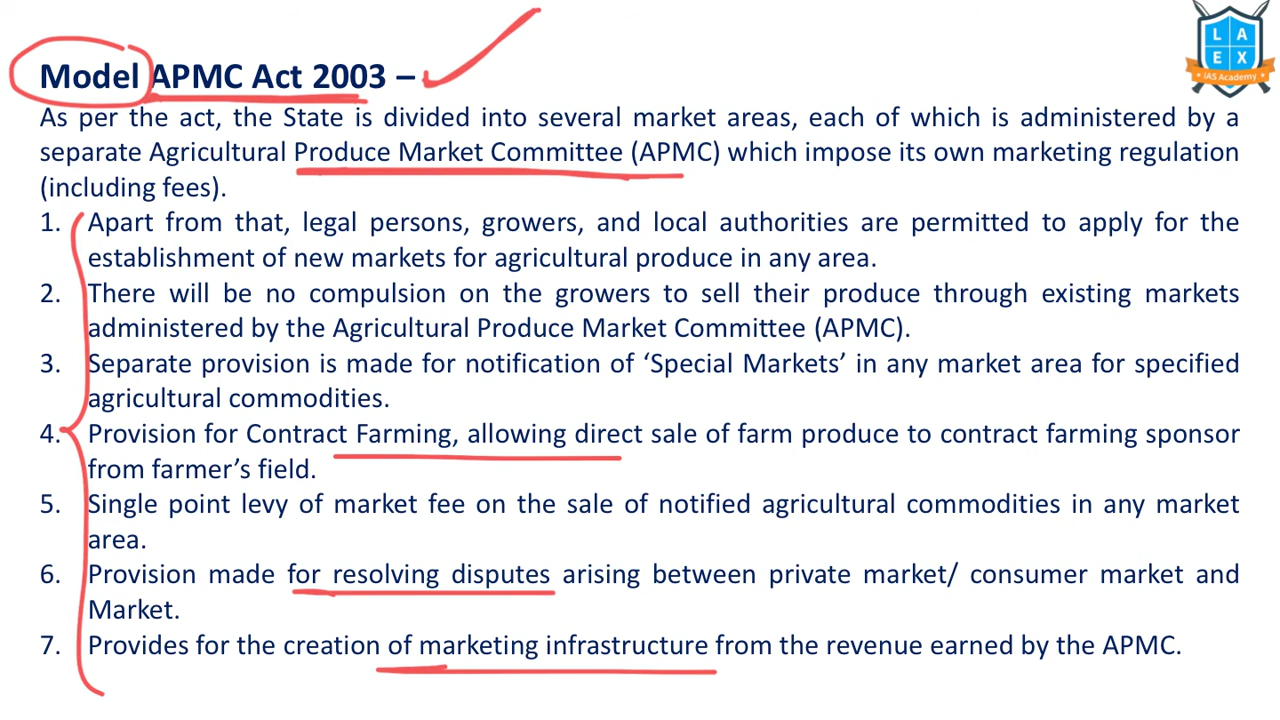 Model APMC Act 2003 –
As per the act, the State is divided into several market areas, each of which is administered by a
separate Agricultural Produce Market Committee (APMC) which impose its own marketing regulation
(including fees).
1. Apart from that, legal persons, growers, and local authorities are permitted to apply for the
establishment of new markets for agricultural produce in any area.
2. There will be no compulsion on the growers to sell their produce through existing markets
administered by the Agricultural Produce Market Committee (APMC).
3. Separate provision is made for notification of ‘Special Markets’ in any market area for specified
agricultural commodities.
4. Provision for Contract Farming, allowing direct sale of farm produce to contract farming sponsor
from farmer’s field.
5. Single point levy of market fee on the sale of notified agricultural commodities in any market
area.
6. Provision made for resolving disputes arising between private market/ consumer market and
Market.
7. Provides for the creation of marketing infrastructure from the revenue earned by the APMC.
L A
E X
IAS Academy